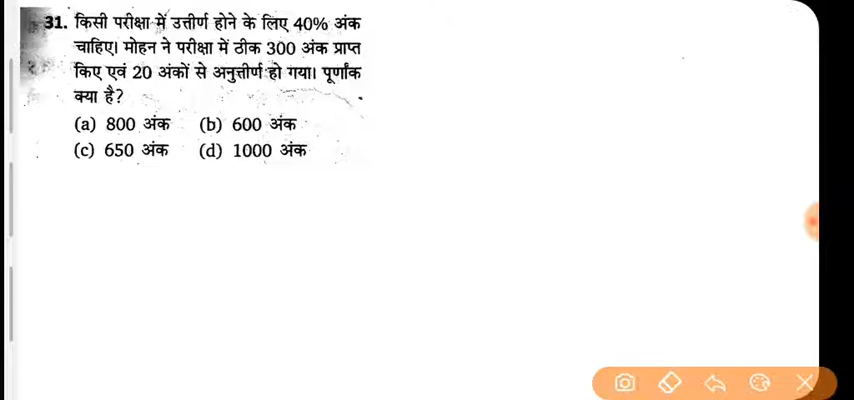 31. किसी परीक्षा में उत्तीर्ण होने के लिए 40% अंक
चाहिए। मोहन ने परीक्षा में ठीक 300 अंक प्राप्त
किए एवं 20 अंकों से अनुत्तीर्ण हो गया। पूर्णांक
क्या है?
(a) 800 अंक (b) 600 अंक
(c) 650 अंक (d) 1000 अंक